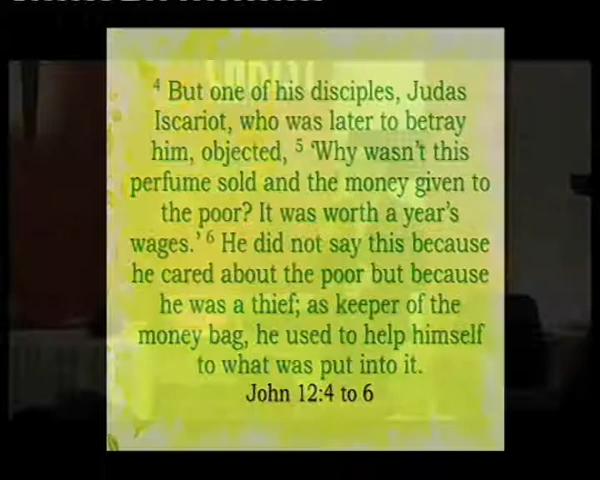 ⁴ But one of his disciples, Judas
Iscariot, who was later to betray
him, objected, ⁵ ‘Why wasn't this
perfume sold and the money given to
the poor? It was worth a year's
wages.’ ⁶ He did not say this because
he cared about the poor but because
he was a thief; as keeper of the
money bag, he used to help himself
to what was put into it.
John 12:4 to 6